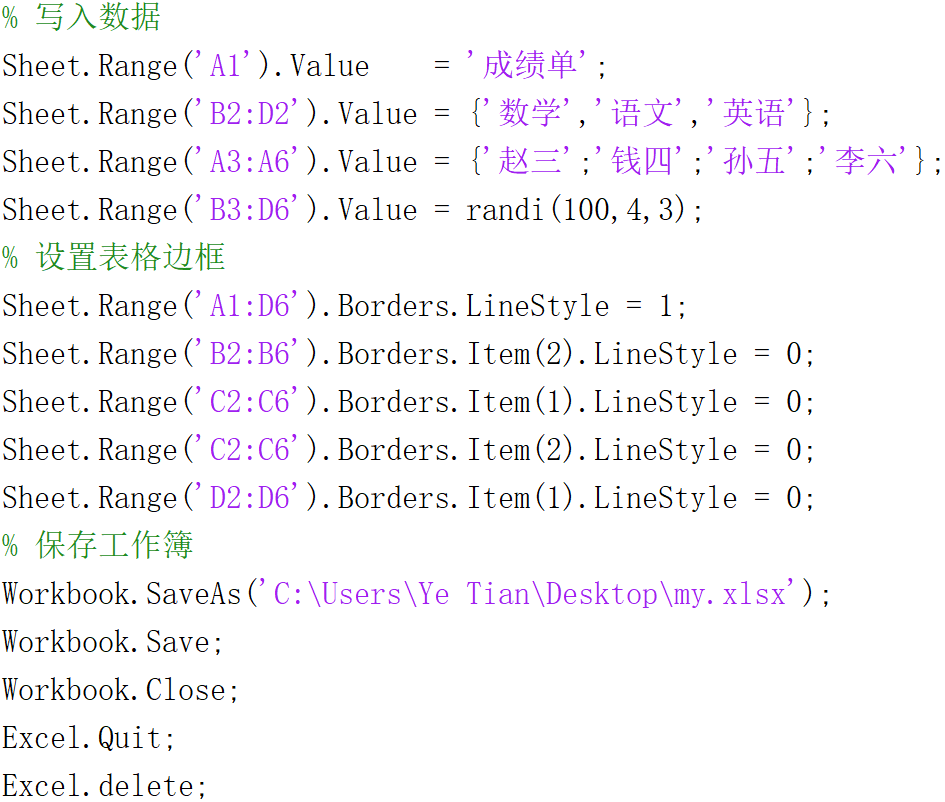 % 写入数据
Sheet.Range('A1').Value    = '成绩单';
Sheet.Range('B2:D2').Value = {'数学','语文','英语'};
Sheet.Range('A3:A6').Value = {'赵三';'钱四';'孙五';'李六'};
Sheet.Range('B3:D6').Value = randi(100,4,3);
% 设置表格边框
Sheet.Range('A1:D6').Borders.LineStyle = 1;
Sheet.Range('B2:B6').Borders.Item(2).LineStyle = 0;
Sheet.Range('C2:C6').Borders.Item(1).LineStyle = 0;
Sheet.Range('C2:C6').Borders.Item(2).LineStyle = 0;
Sheet.Range('D2:D6').Borders.Item(1).LineStyle = 0;
% 保存工作簿
Workbook.SaveAs('C:\Users\Ye Tian\Desktop\my.xlsx');
Workbook.Save;
Workbook.Close;
Excel.Quit;
Excel.delete;